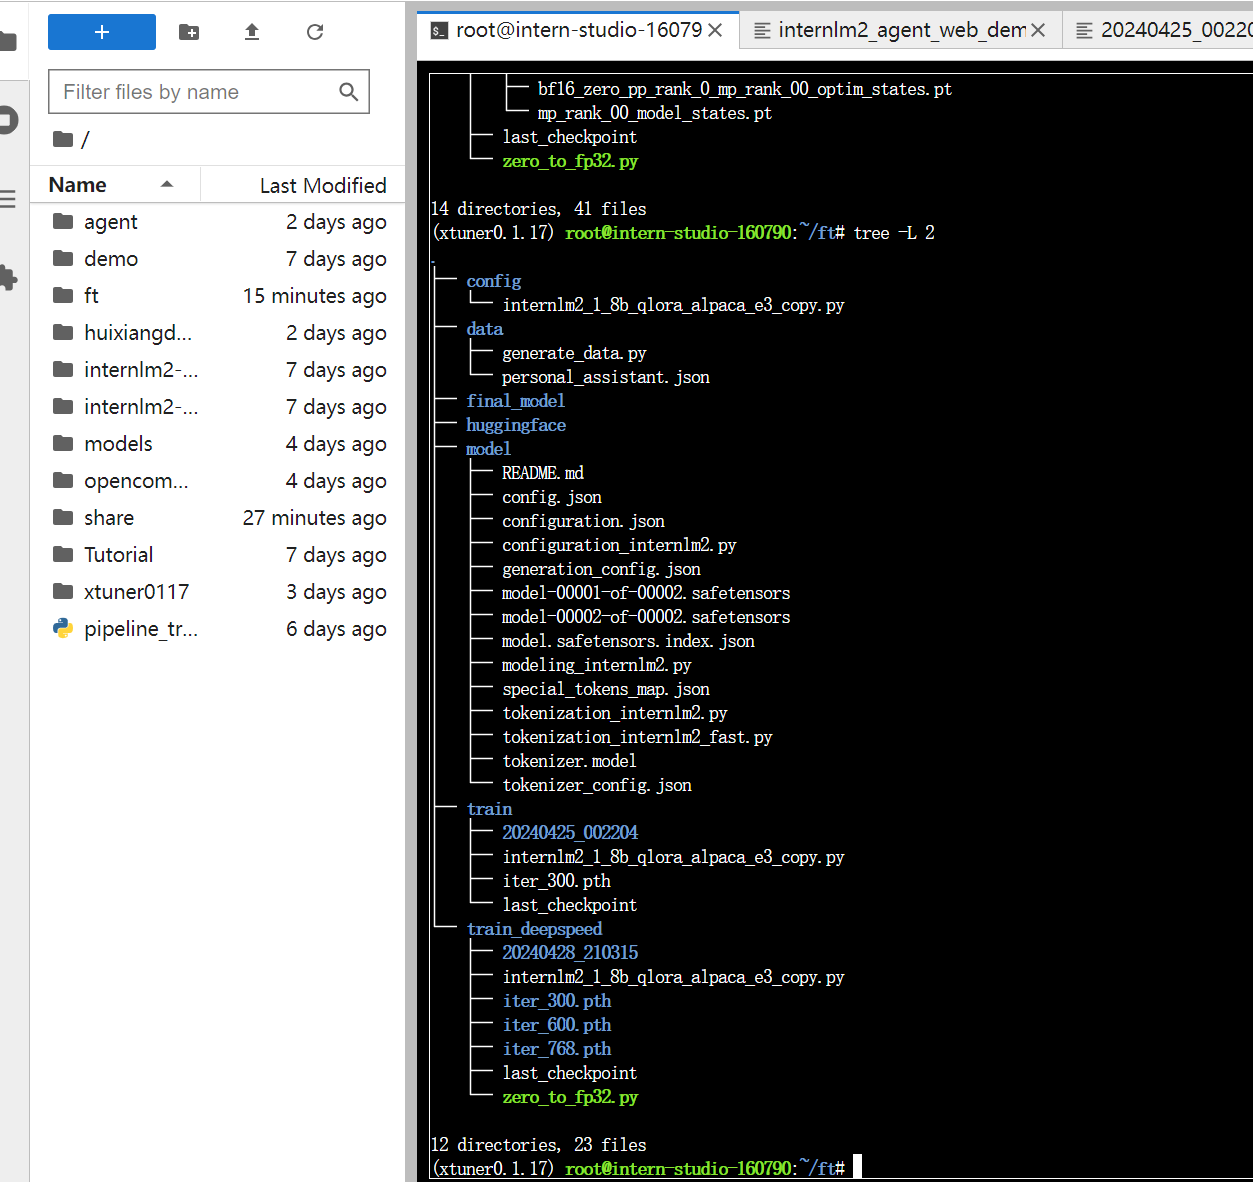 Filter files by name
/
Name Last Modified
agent 2 days ago
demo 7 days ago
ft 15 minutes ago
huixiangd... 2 days ago
internlm2-... 7 days ago
internlm2-... 7 days ago
models 4 days ago
opencom... 4 days ago
share 27 minutes ago
Tutorial 7 days ago
xtuner0117 3 days ago
pipeline_tr... 6 days ago
root@intern-studio-16079 internlm2_agent_web_dem 20240425_00220
bf16_zero_pp_rank_0_mp_rank_00_optim_states.pt
mp_rank_00_model_states.pt
last_checkpoint
zero_to_fp32.py
14 directories, 41 files
(xtuner0.1.17) root@intern-studio-160790:~/ft# tree -L 2
.
config
internlm2_1_8b_qlora_alpaca_e3_copy.py
data
generate_data.py
personal_assistant.json
final_model
huggingface
model
README.md
config.json
configuration.json
configuration_internlm2.py
generation_config.json
model-00001-of-00002.safetensors
model-00002-of-00002.safetensors
model.safetensors.index.json
modeling_internlm2.py
special_tokens_map.json
tokenization_internlm2.py
tokenization_internlm2_fast.py
tokenizer.model
tokenizer_config.json
train
20240425_002204
internlm2_1_8b_qlora_alpaca_e3_copy.py
iter_300.pth
last_checkpoint
train_deepspeed
20240428_210315
internlm2_1_8b_qlora_alpaca_e3_copy.py
iter_300.pth
iter_600.pth
iter_768.pth
last_checkpoint
zero_to_fp32.py
12 directories, 23 files
(xtuner0.1.17) root@intern-studio-160790:~/ft#